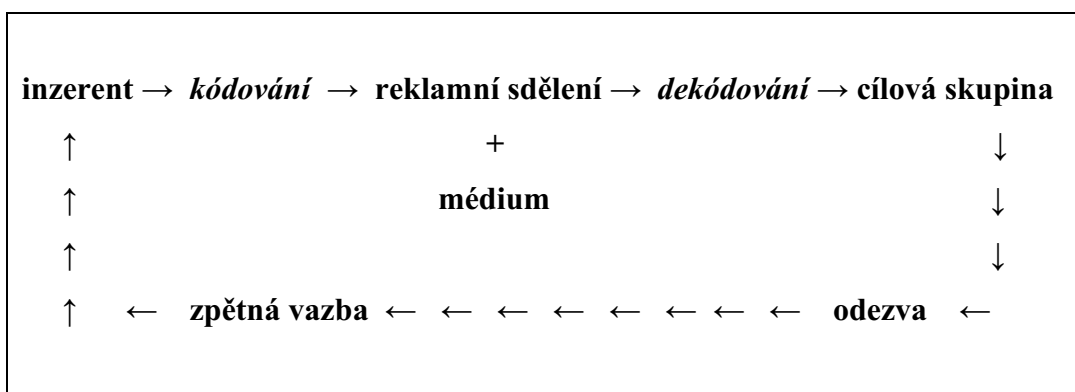 inzerent → kódování → reklamní sdělení → dekódování → cílová skupina
↑ + ↓
↑ médium ↓
↑ ↓
↑ ← zpětná vazba ← ← ← ← ← ← ← ← odezva ←